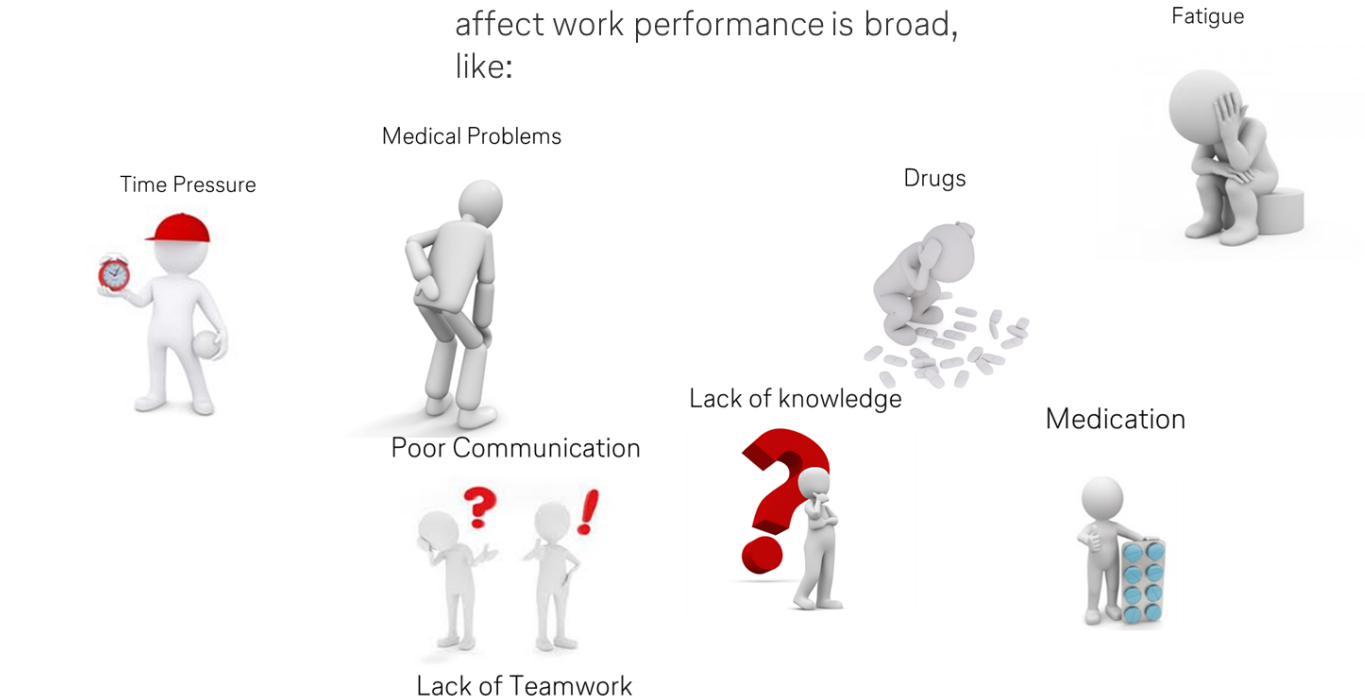 affect work performance is broad,
like:
Fatigue
Medical Problems
Time Pressure
Drugs
Lack of knowledge
Medication
Poor Communication
Lack of Teamwork